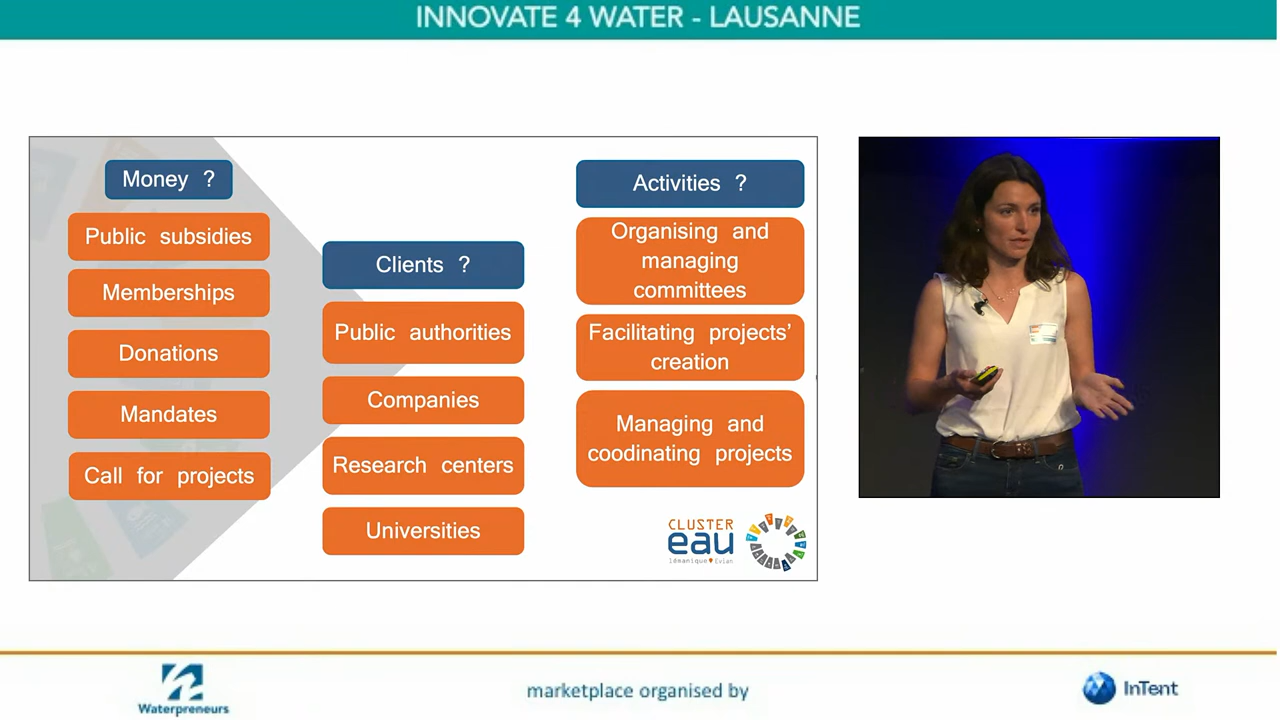 INNOVATE 4 WATER - LAUSANNE
Money ?
Public subsidies
Memberships
Donations
Mandates
Call for projects
Clients ?
Public authorities
Companies
Research centers
Universities
Activities ?
Organising and
managing
committees
Facilitating projects’
creation
Managing and
coodinating projects
CLUSTER
eau
lémanique Evian
Waterpreneurs
marketplace organised by
InTent